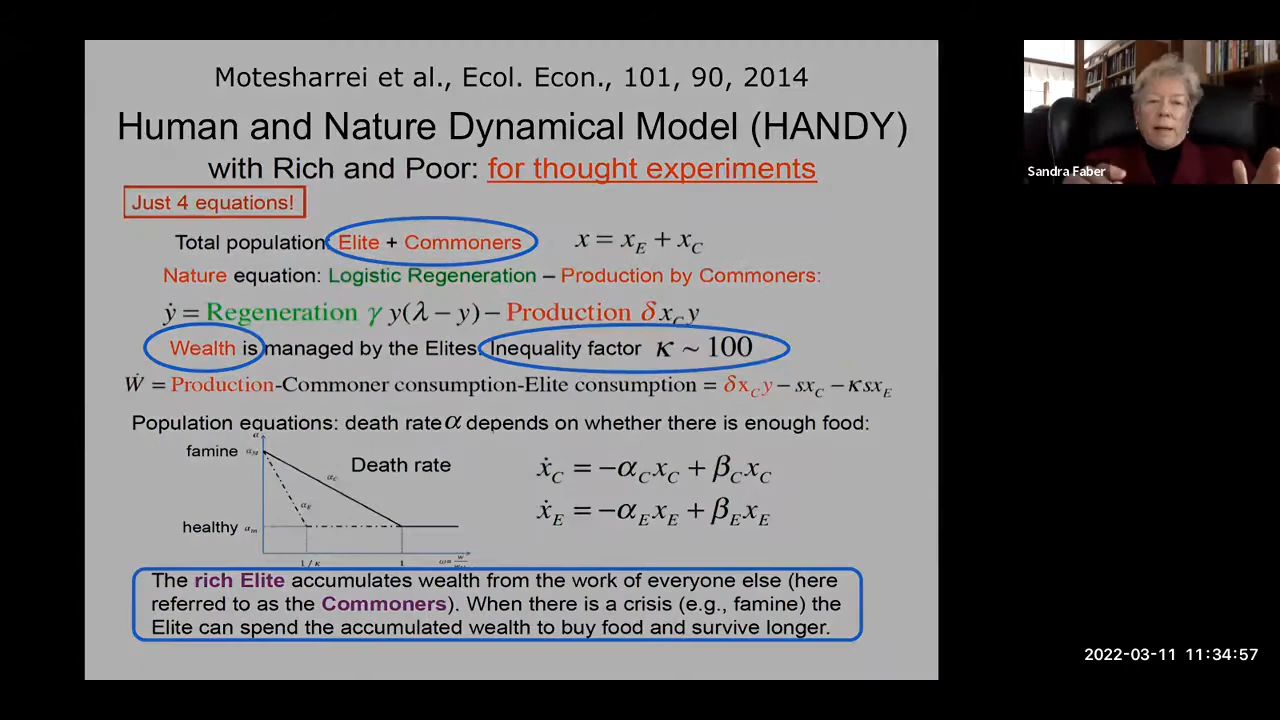 Motesharrei et al., Ecol. Econ., 101, 90, 2014
Human and Nature Dynamical Model (HANDY)
with Rich and Poor: for thought experiments
Just 4 equations!
Total population: Elite + Commoners x = x_E + x_C
Nature equation: Logistic Regeneration – Production by Commoners:
ẏ = Regeneration γ y(λ − y) − Production δ x_C y
Wealth is managed by the Elites. Inequality factor κ ~ 100
Ẇ = Production-Commoner consumption-Elite consumption = δx_C y − sx_C − κsx_E
Population equations: death rate α depends on whether there is enough food:
α
famine α_M
Death rate
α_C
α_E
healthy α_m
1/κ 1 ω=
ẋ_C = −α_C x_C + β_C x_C
ẋ_E = −α_E x_E + β_E x_E
The rich Elite accumulates wealth from the work of everyone else (here
referred to as the Commoners). When there is a crisis (e.g., famine) the
Elite can spend the accumulated wealth to buy food and survive longer.
Sandra Faber
2022-03-11 11:34:57